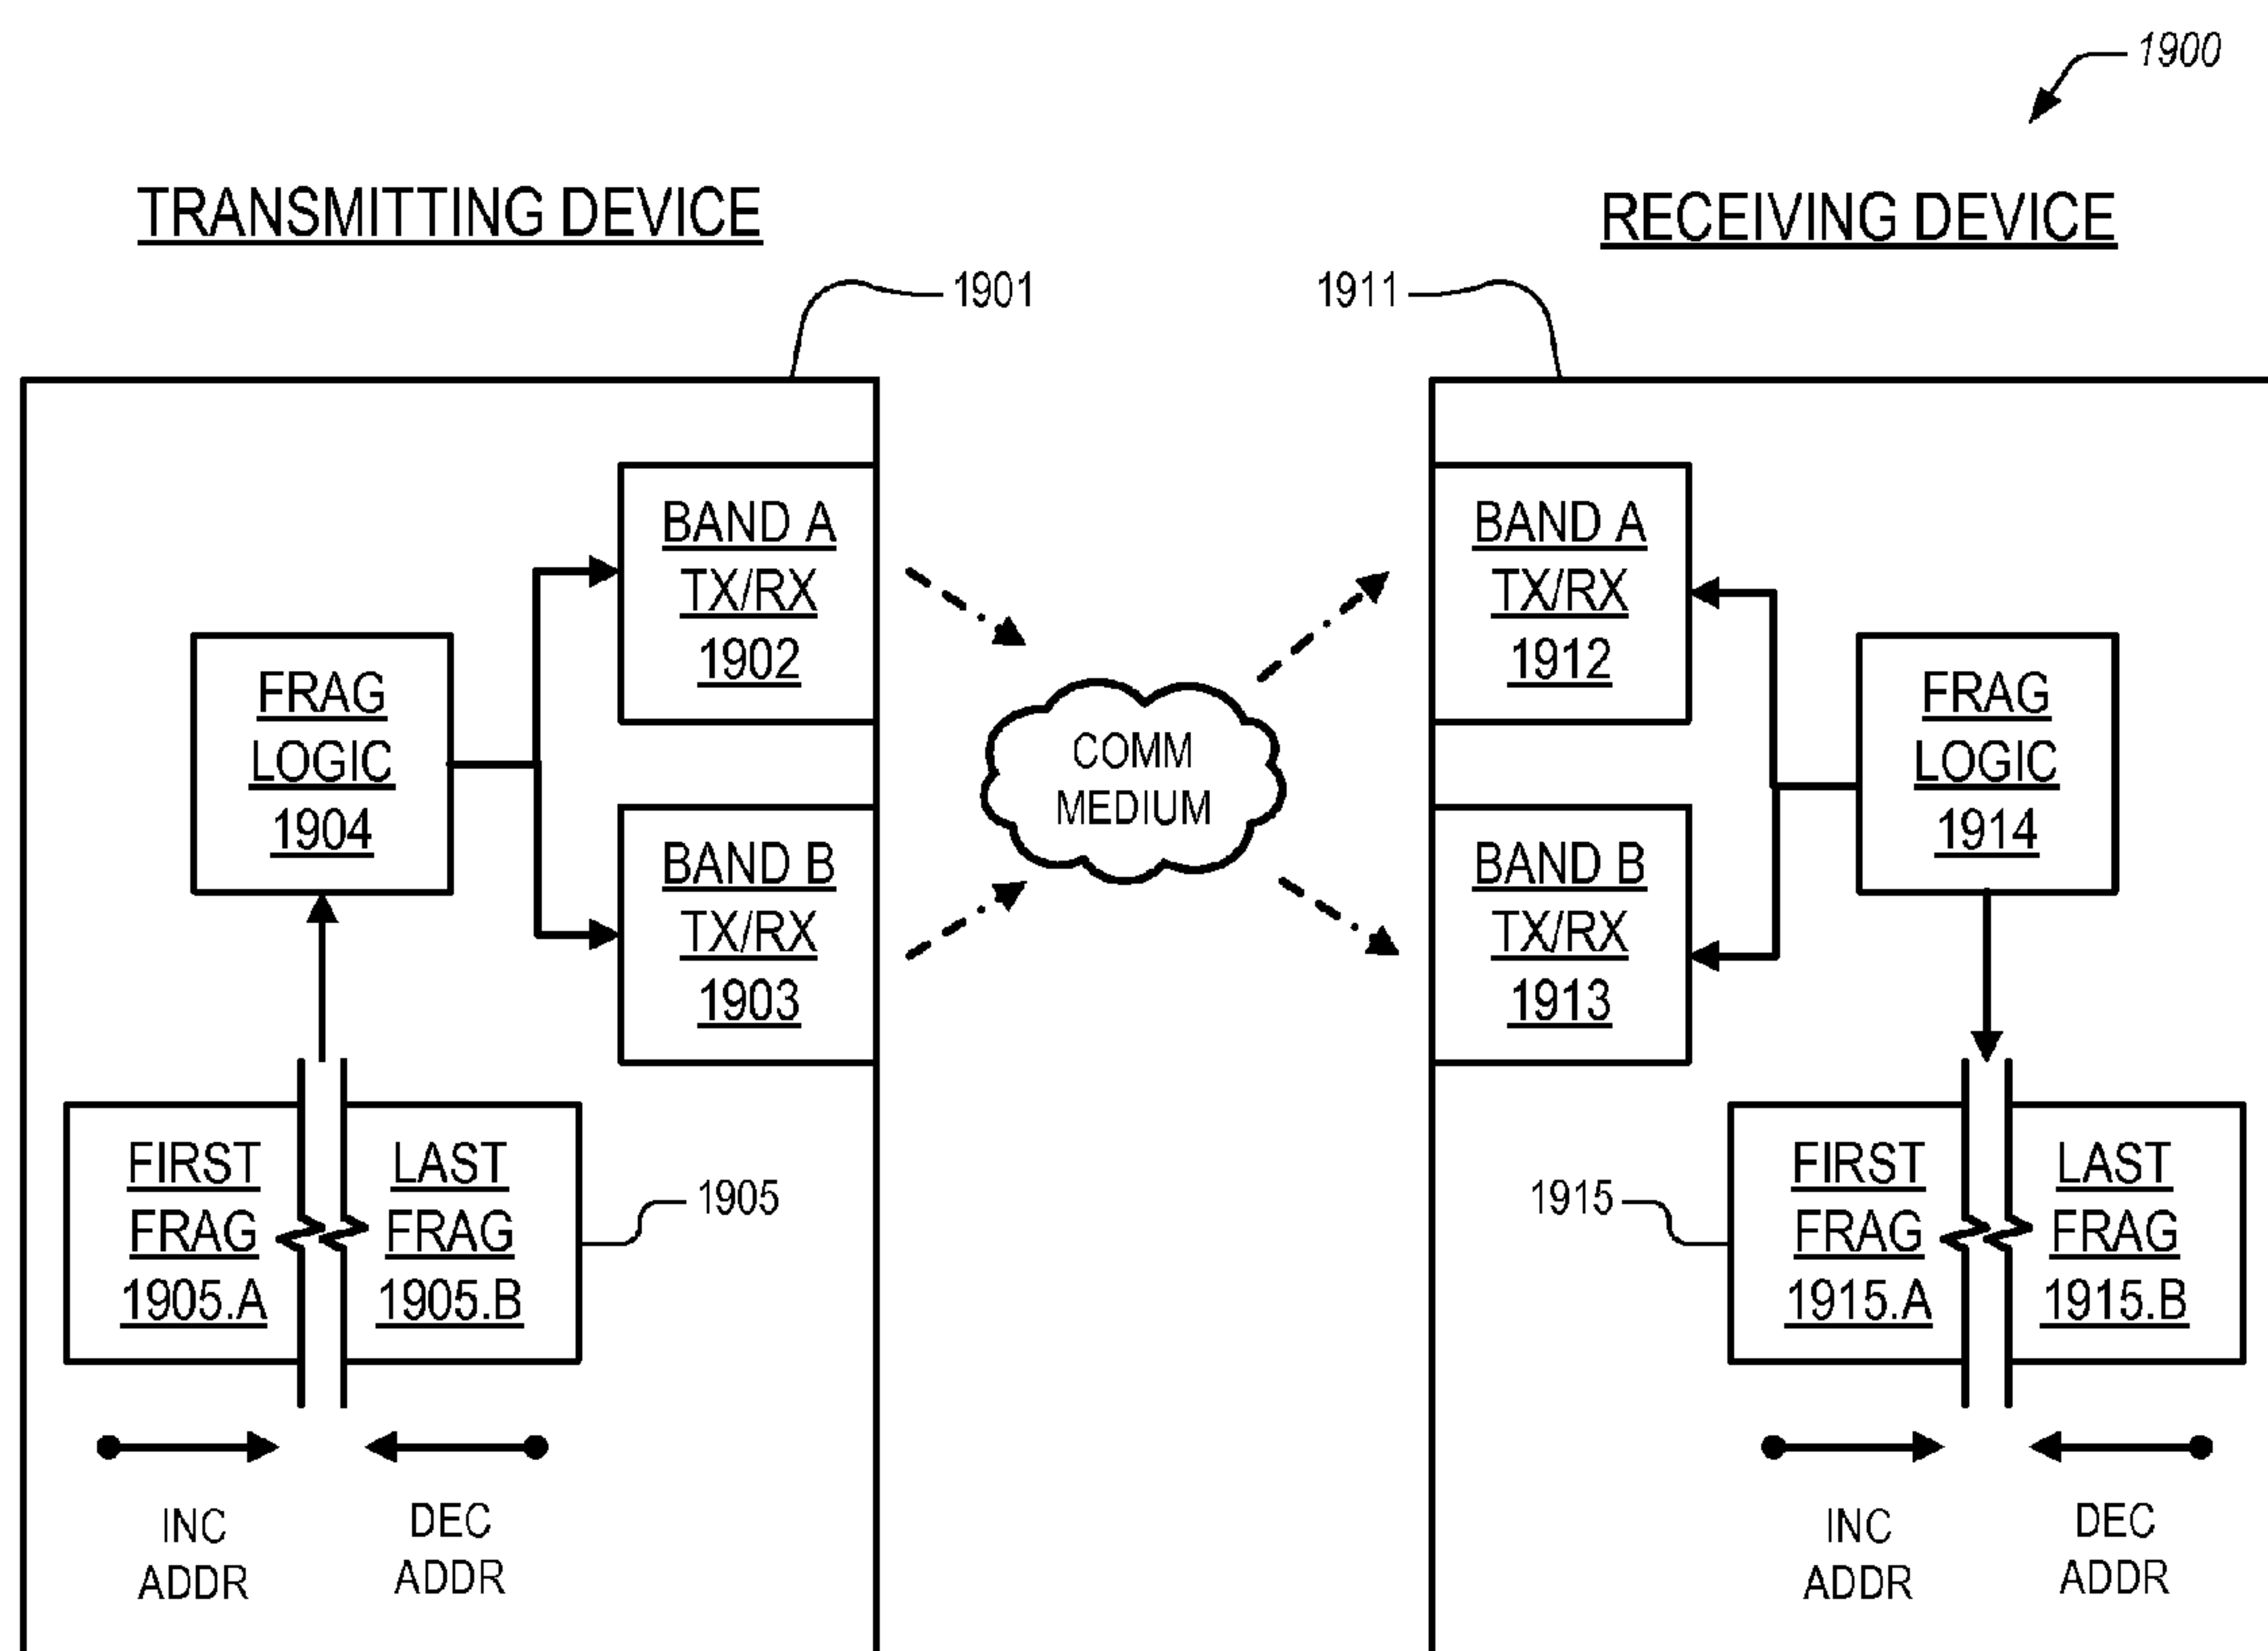 1900
TRANSMITTING DEVICE
RECEIVING DEVICE
1901
1911
BAND A
TX/RX
1902
BAND A
TX/RX
1912
FRAG
LOGIC
1904
COMM
MEDIUM
FRAG
LOGIC
1914
BAND B
TX/RX
1903
BAND B
TX/RX
1913
FIRST
FRAG
1905.A
LAST
FRAG
1905.B
1905
1915
FIRST
FRAG
1915.A
LAST
FRAG
1915.B
INC
ADDR
DEC
ADDR
INC
ADDR
DEC
ADDR